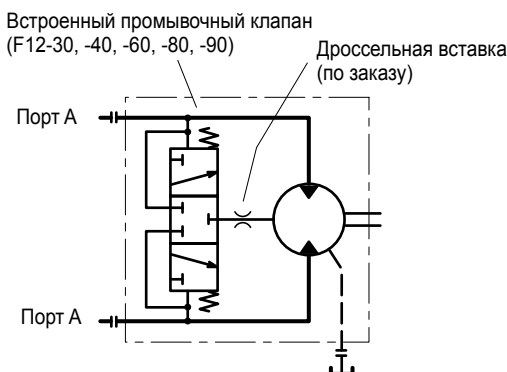 Встроенный промывочный клапан
(F12-30, -40, -60, -80, -90)
Дроссельная вставка
(по заказу)
Порт A
Порт A